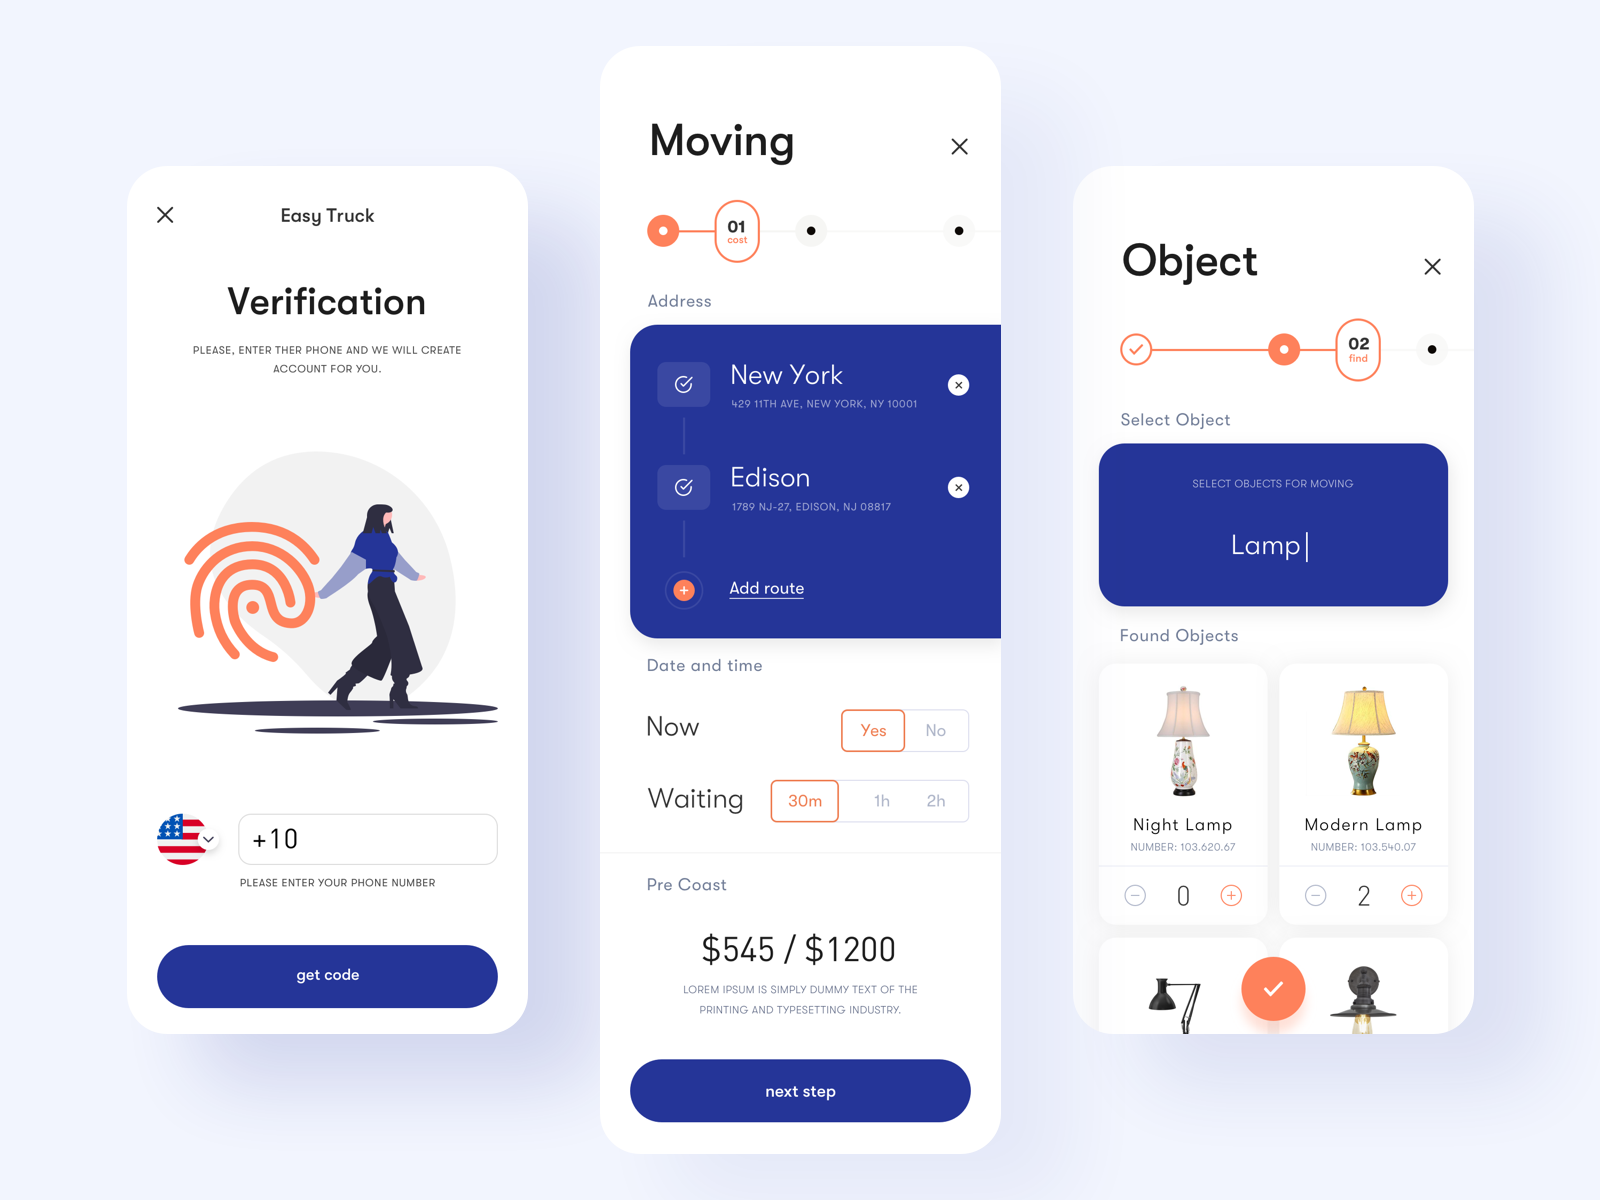 Easy Truck
Verification
PLEASE, ENTER THER PHONE AND WE WILL CREATE
ACCOUNT FOR YOU.
+10
PLEASE ENTER YOUR PHONE NUMBER
get code
Moving
01
cost
Address
New York
429 11TH AVE, NEW YORK, NY 10001
Edison
1789 NJ-27, EDISON, NJ 08817
Add route
Date and time
Now
Yes No
Waiting
30m 1h 2h
Pre Coast
$545 / $1200
LOREM IPSUM IS SIMPLY DUMMY TEXT OF THE
PRINTING AND TYPESETTING INDUSTRY.
next step
Object
02
find
Select Object
SELECT OBJECTS FOR MOVING
Lamp
Found Objects
Night Lamp
NUMBER: 103.620.67
0
Modern Lamp
NUMBER: 103.540.07
2